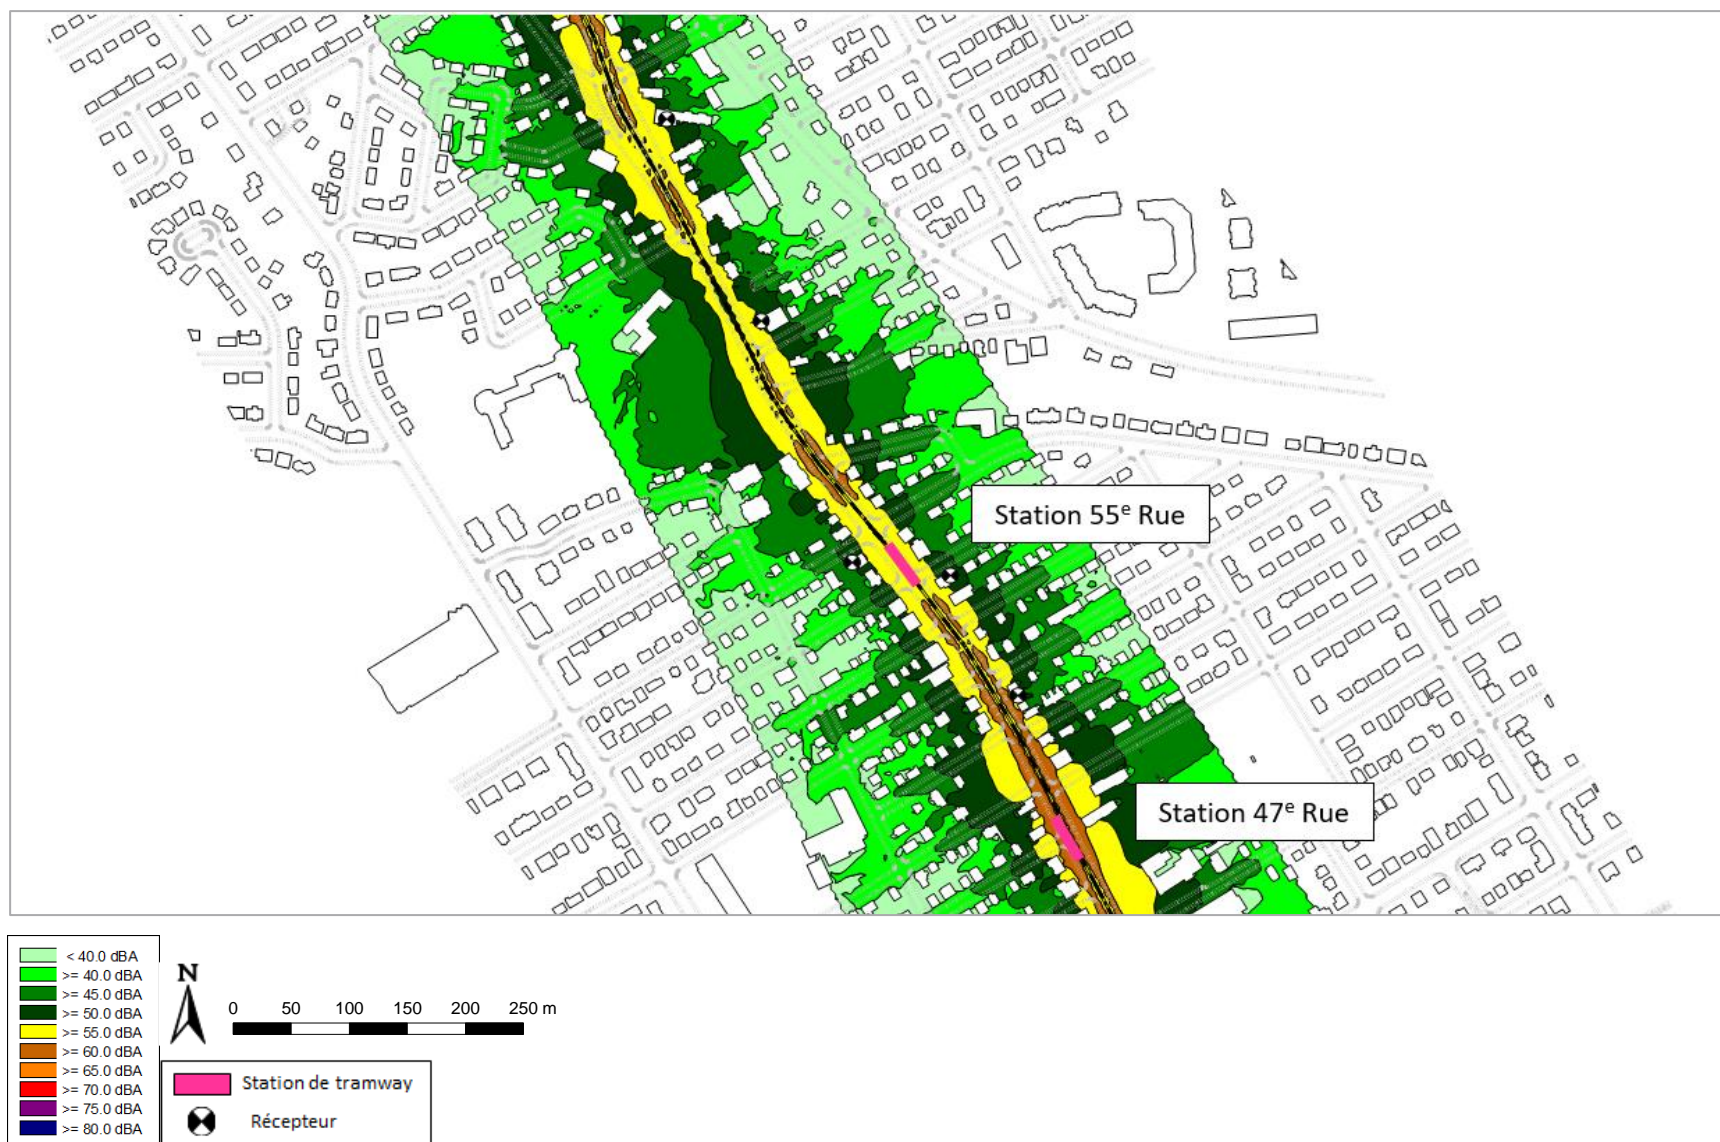 Station 55e Rue
Station 47e Rue
< 40.0 dBA
>= 40.0 dBA
>= 45.0 dBA
>= 50.0 dBA
>= 55.0 dBA
>= 60.0 dBA
>= 65.0 dBA
>= 70.0 dBA
>= 75.0 dBA
>= 80.0 dBA
N
0 50 100 150 200 250 m
Station de tramway
Récepteur